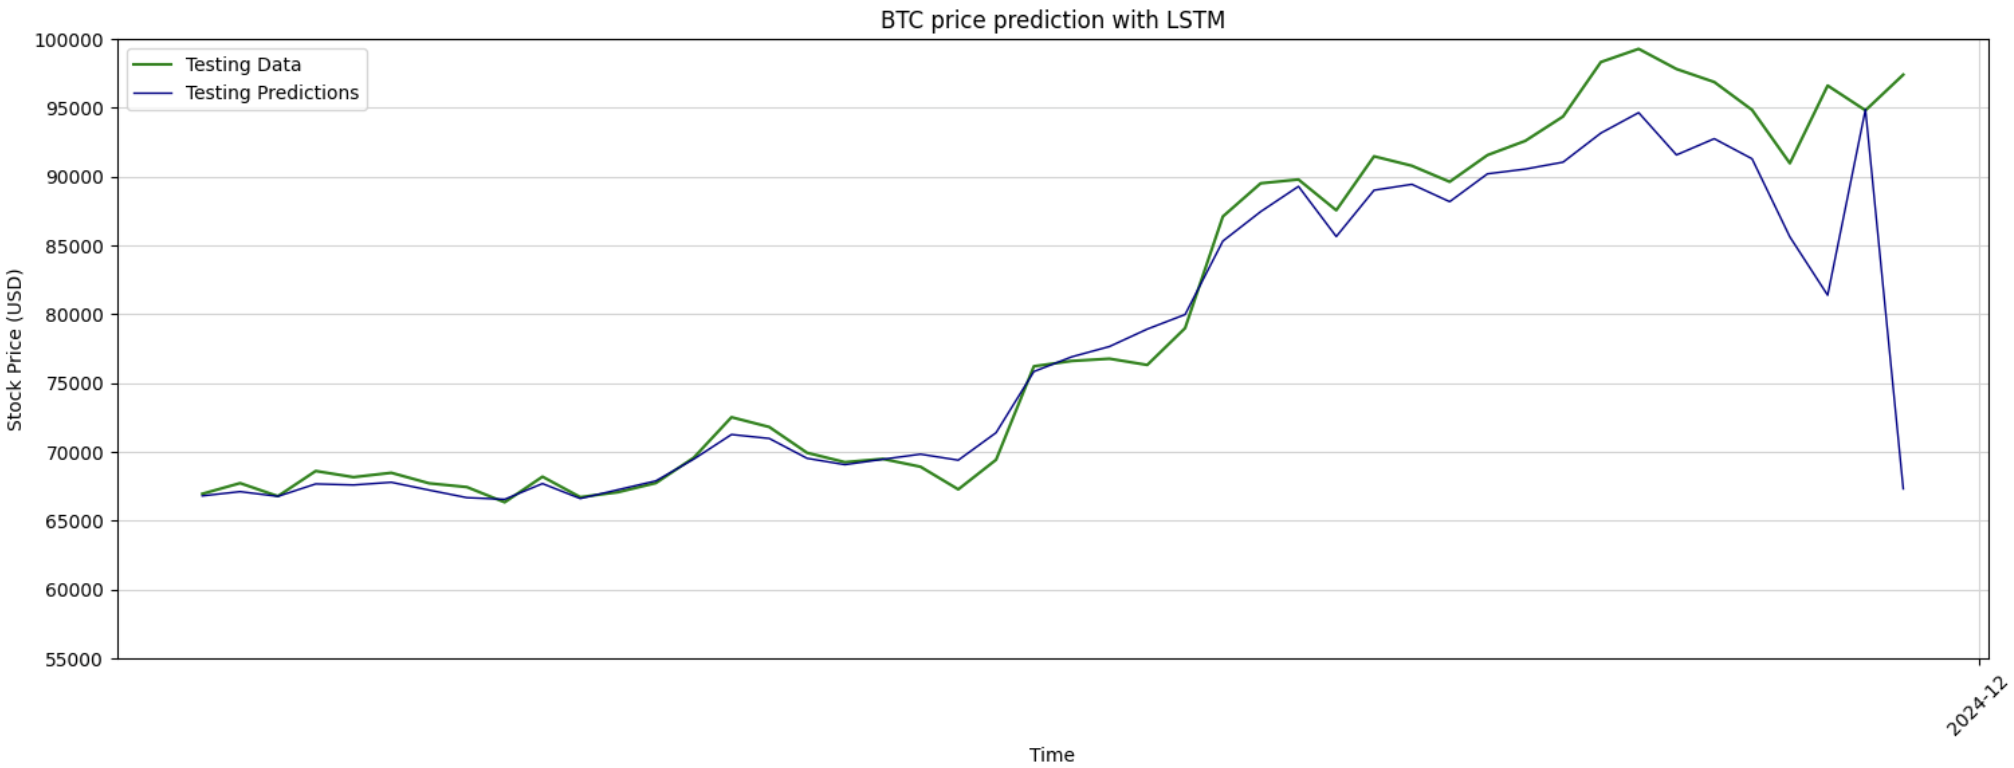 BTC price prediction with LSTM
Testing Data
Testing Predictions
100000
95000
90000
85000
80000
75000
70000
65000
60000
55000
Stock Price (USD)
2024-12
Time